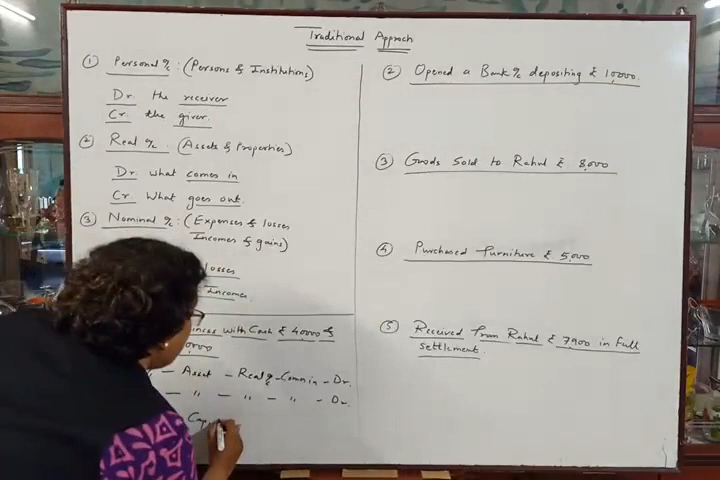 Traditional Approch
① Personal a/c : (Persons & Institutions)
Dr. the receiver
Cr. the giver.
② Real a/c. (Assets & Properties)
Dr. what comes in
Cr. What goes out.
③ Nominal a/c : (Expenses & losses
Incomes & gains)
losses
Incomes.
with Cash ₹ 40000 &
Asset - Real a/c - Comes in - Dr.
- " - " - " - Dr.
Cap
② Opened a Bank a/c depositing ₹ 10,000.
③ Goods Sold to Rahul ₹ 8,000
④ Purchased Furniture ₹ 5,000
⑤ Received from Rahul ₹ 7900 in full
settlement.